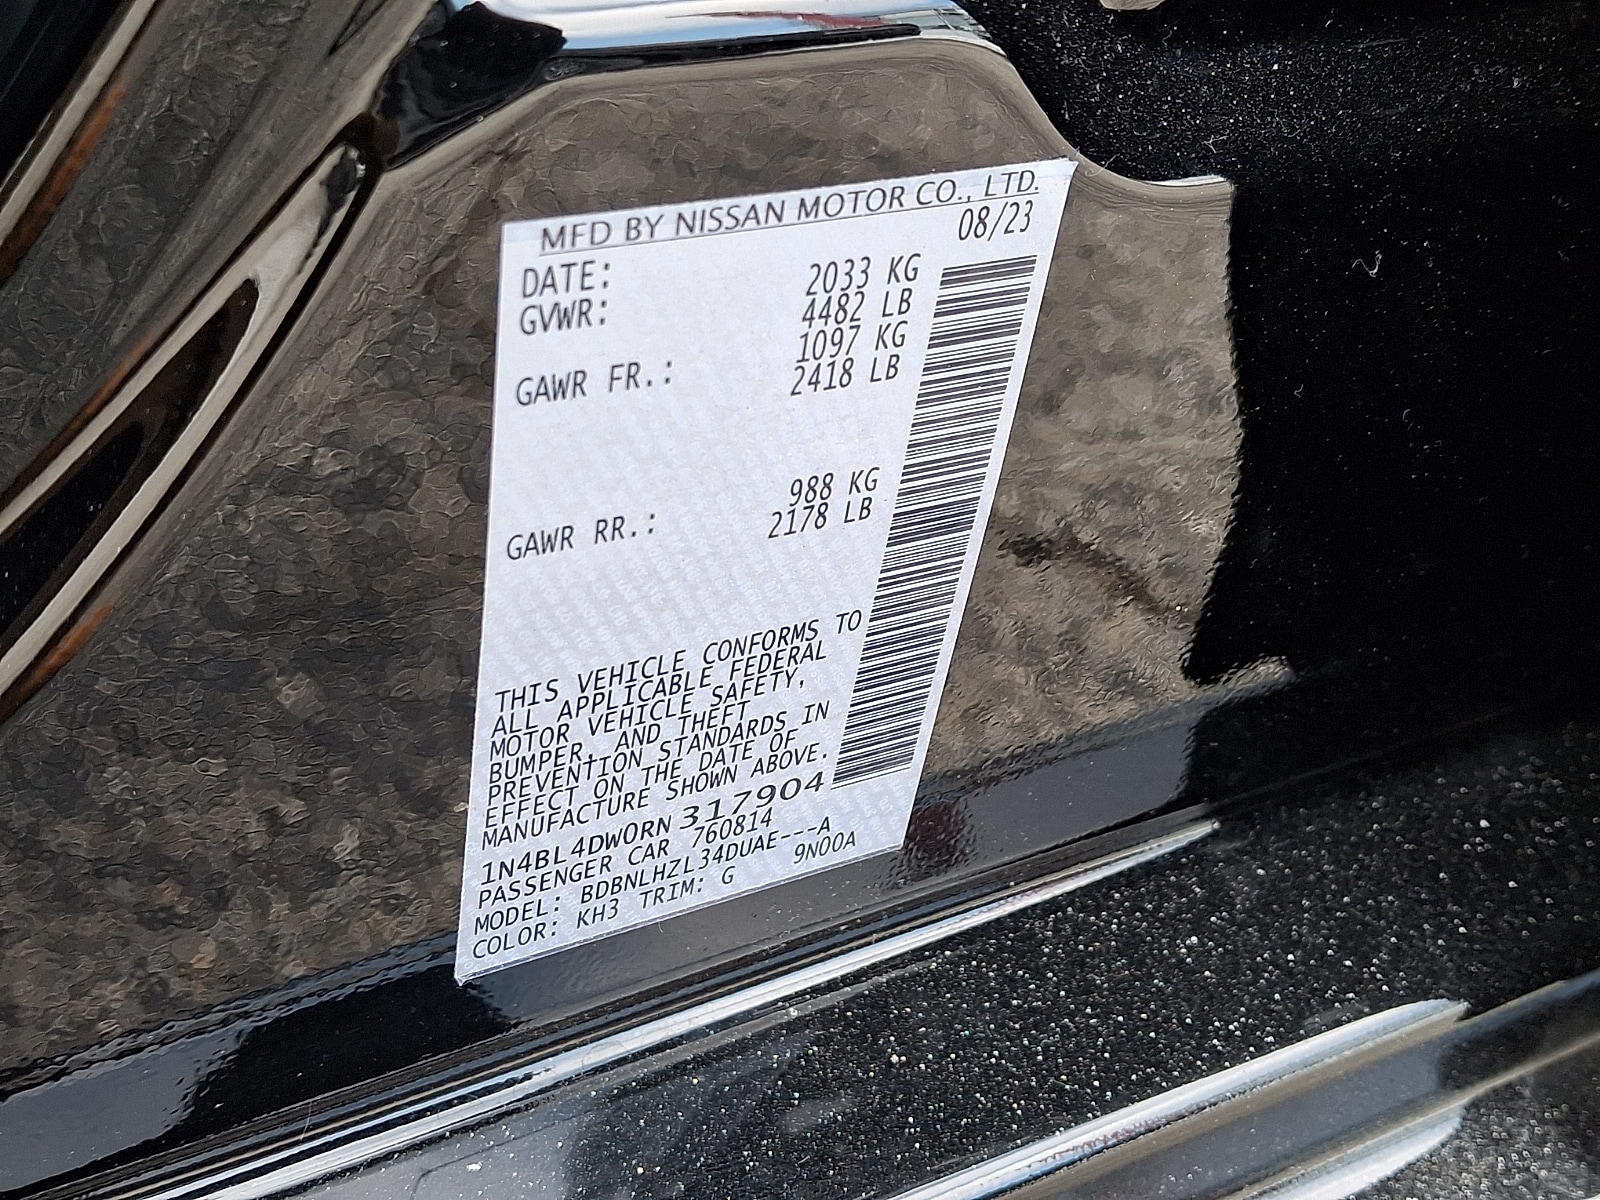 MFD BY NISSAN MOTOR CO., LTD.
DATE: 08/23
GVWR: 2033 KG
4482 LB
GAWR FR.: 1097 KG
2418 LB
GAWR RR.: 988 KG
2178 LB
THIS VEHICLE CONFORMS TO
ALL APPLICABLE FEDERAL
MOTOR VEHICLE SAFETY,
BUMPER, AND THEFT
PREVENTION STANDARDS IN
EFFECT ON THE DATE OF
MANUFACTURE SHOWN ABOVE.
1N4BL4DW0RN317904
PASSENGER CAR 760814
MODEL: BDBNLHZL34DUAE---A
COLOR: KH3 TRIM: G 9N00A